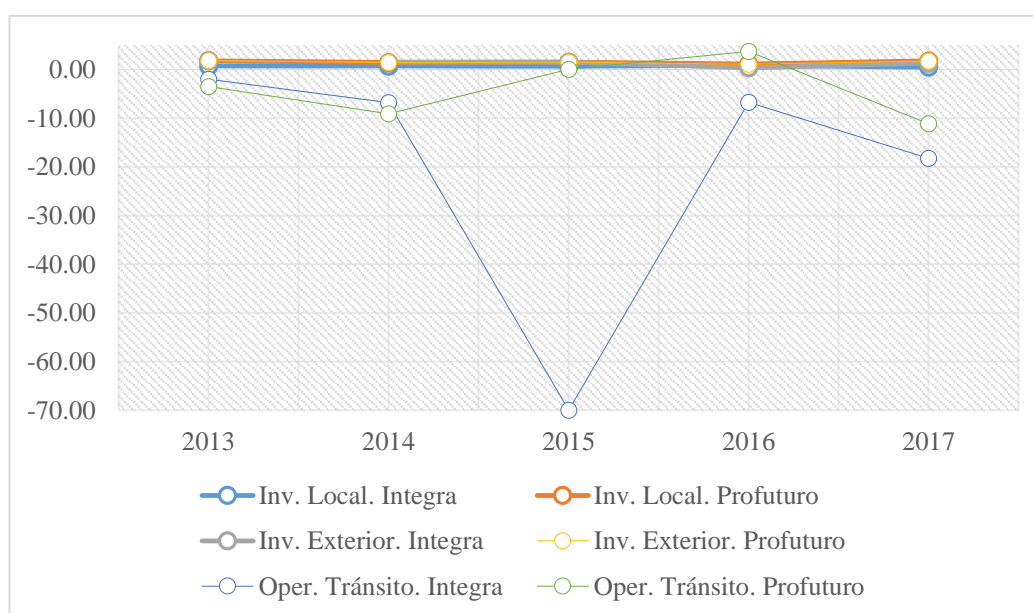 0.00
-10.00
-20.00
-30.00
-40.00
-50.00
-60.00
-70.00
2013 2014 2015 2016 2017
Inv. Local. Integra Inv. Local. Profuturo
Inv. Exterior. Integra Inv. Exterior. Profuturo
Oper. Tránsito. Integra Oper. Tránsito. Profuturo